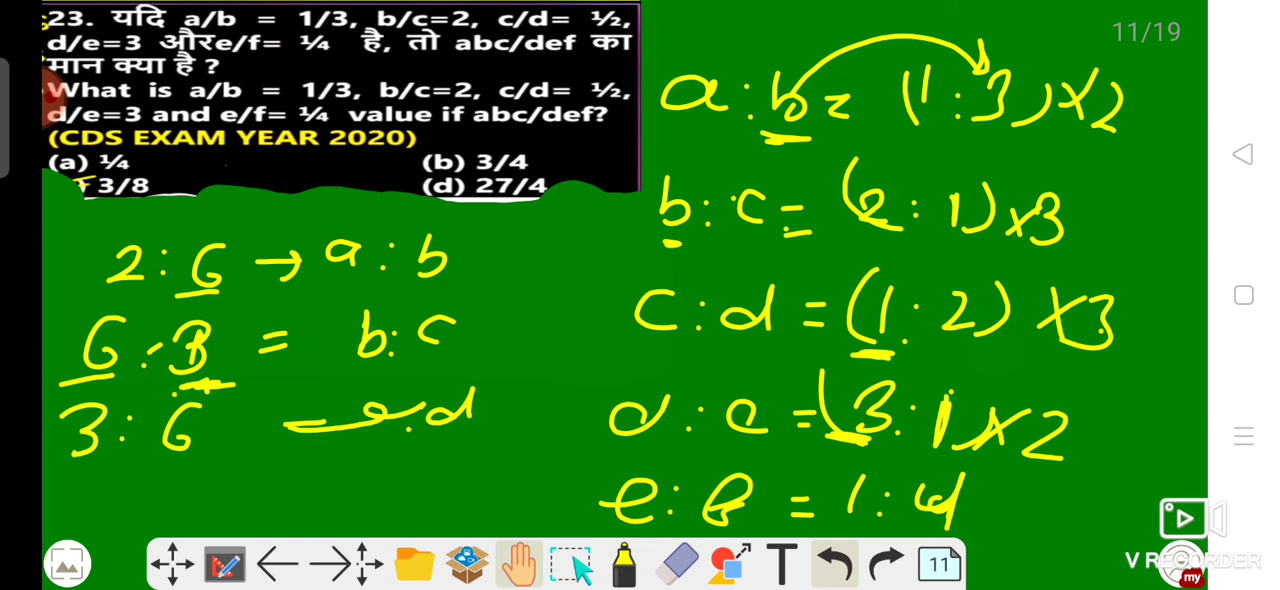 23. यदि a/b = 1/3, b/c=2, c/d= ½,
d/e=3 औरe/f= ¼ है, तो abc/def का
मान क्या है ?
What is a/b = 1/3, b/c=2, c/d= ½,
d/e=3 and e/f= ¼ value if abc/def?
(CDS EXAM YEAR 2020)
(a) ¼ (b) 3/4
3/8 (d) 27/4
11/19
a : b = (1 : 3) × 2
b : c = (2 : 1) × 3
c : d = (1 : 2) × 3
d : e = (3 : 1) × 2
e : f = 1 : 4
2 : 6 → a : b
6 : 3 = b : c
3 : 6
T
11
V RECORDER
my